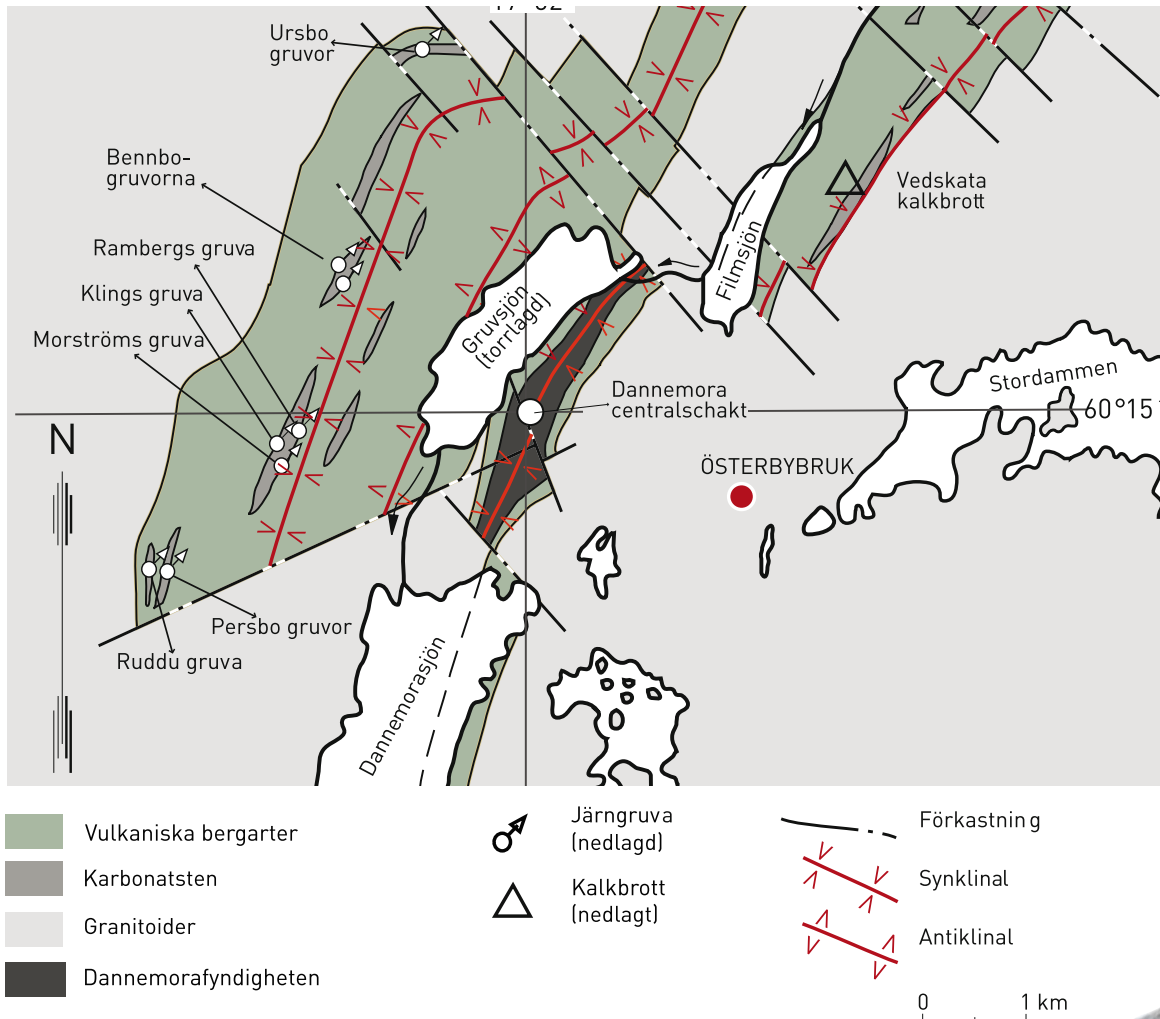 Ursbo
gruvor
Bennbo-
gruvorna
Rambergs gruva
Klings gruva
Morströms gruva
N
Vedskata
kalkbrott
Filmsjön
Gruvsjön
(torrlagd)
Dannemora
centralschakt
Stordammen
60°15'
ÖSTERBYBRUK
Persbo gruvor
Ruddu gruva
Dannemorasjön
Vulkaniska bergarter
Karbonatsten
Granitoider
Dannemorafyndigheten
Järngruva
(nedlagd)
Kalkbrott
(nedlagt)
Förkastning
Synklinal
Antiklinal
0 1 km